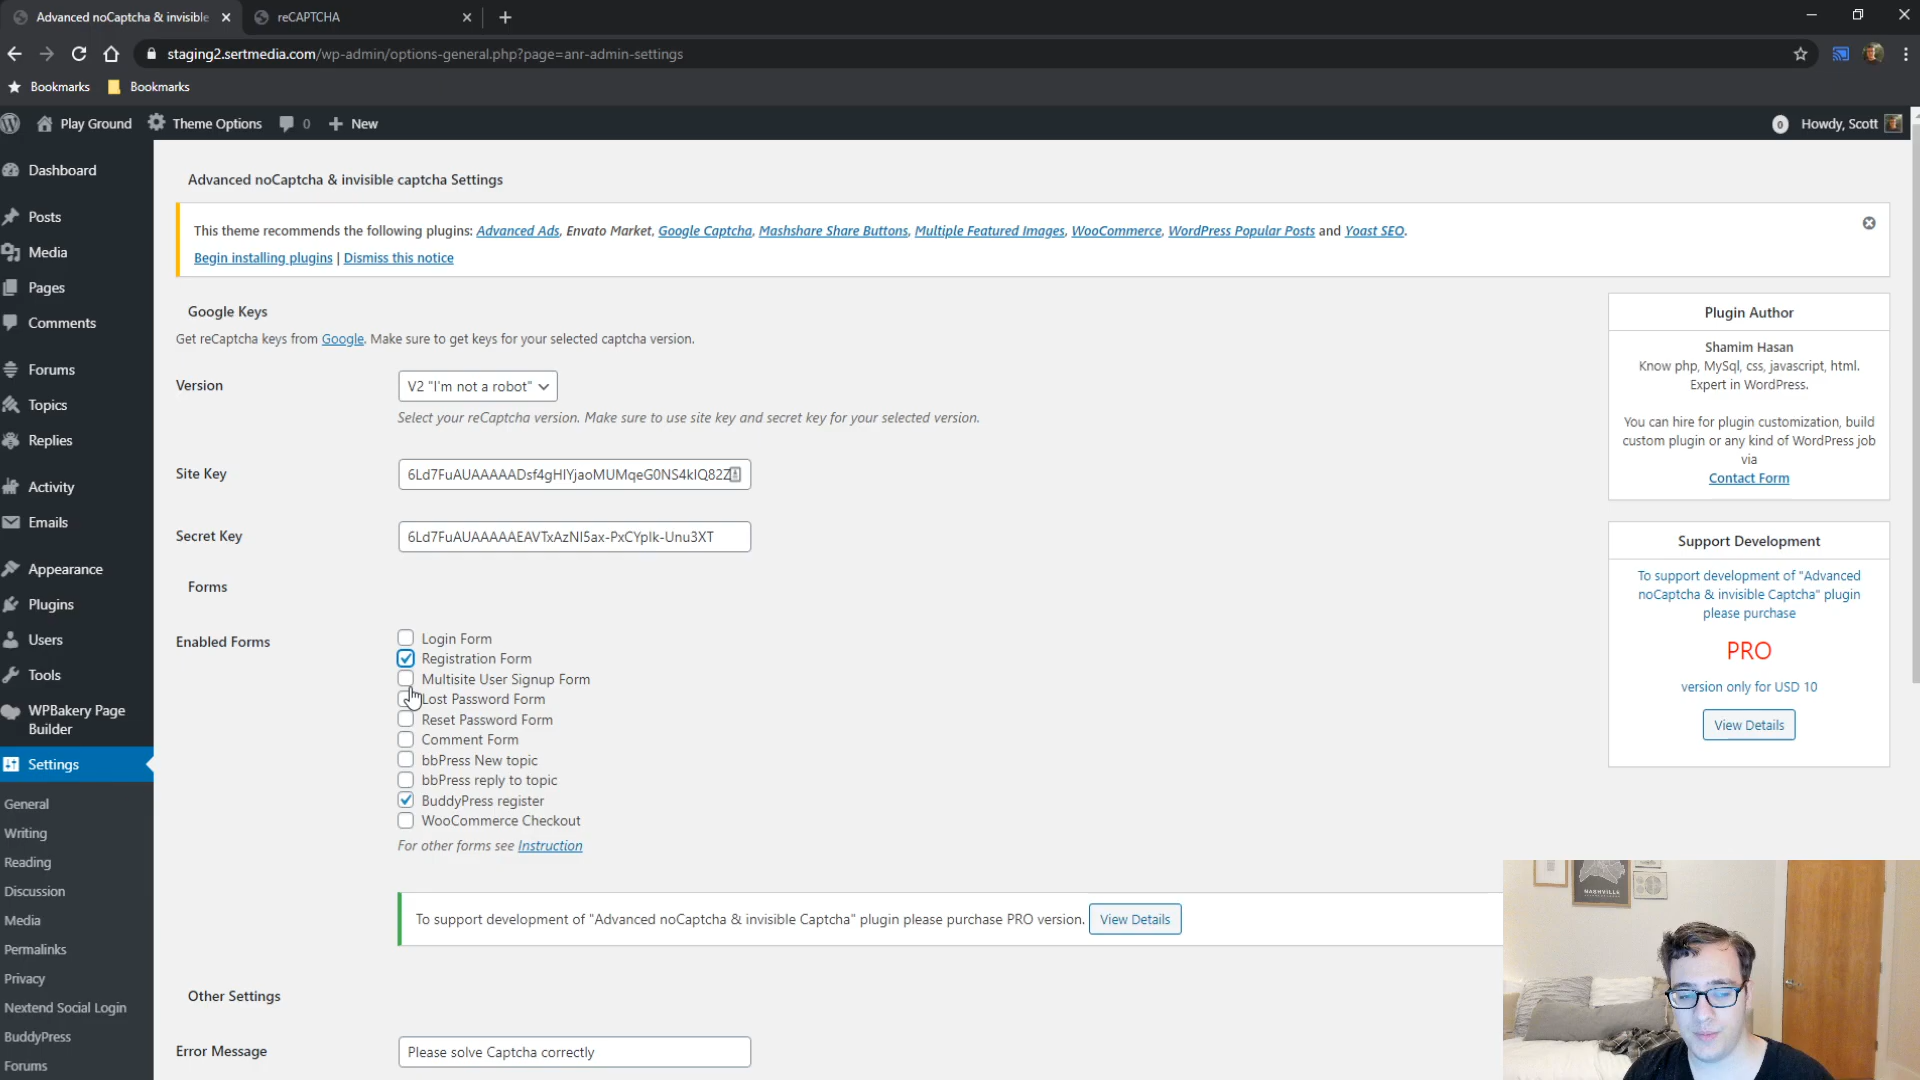 Advanced noCaptcha & invisible
reCAPTCHA
staging2.sertmedia.com/wp-admin/options-general.php?page=anr-admin-settings
Bookmarks
Bookmarks
Play Ground
Theme Options
0
New
0
Howdy, Scott
Dashboard
Posts
Media
Pages
Comments
Forums
Topics
Replies
Activity
Emails
Appearance
Plugins
Users
Tools
WPBakery Page
Builder
Settings
General
Writing
Reading
Discussion
Media
Permalinks
Privacy
Nextend Social Login
BuddyPress
Forums
Advanced noCaptcha & invisible captcha Settings
This theme recommends the following plugins: Advanced Ads, Envato Market, Google Captcha, Mashshare Share Buttons, Multiple Featured Images, WooCommerce, WordPress Popular Posts and Yoast SEO.
Begin installing plugins | Dismiss this notice
Google Keys
Get reCaptcha keys from Google. Make sure to get keys for your selected captcha version.
Version
V2 "I'm not a robot"
Select your reCaptcha version. Make sure to use site key and secret key for your selected version.
Site Key
6Ld7FuAUAAAAADsf4gHIYjaoMUMqeG0NS4kIQ82Z
Secret Key
6Ld7FuAUAAAAAEAVTxAzNI5ax-PxCYpIk-Unu3XT
Forms
Enabled Forms
Login Form
Registration Form
Multisite User Signup Form
Lost Password Form
Reset Password Form
Comment Form
bbPress New topic
bbPress reply to topic
BuddyPress register
WooCommerce Checkout
For other forms see Instruction
To support development of "Advanced noCaptcha & invisible Captcha" plugin please purchase PRO version.
View Details
Other Settings
Error Message
Please solve Captcha correctly
Plugin Author
Shamim Hasan
Know php, MySql, css, javascript, html.
Expert in WordPress.
You can hire for plugin customization, build
custom plugin or any kind of WordPress job
via
Contact Form
Support Development
To support development of "Advanced
noCaptcha & invisible Captcha" plugin
please purchase
PRO
version only for USD 10
View Details
NASHVILLE